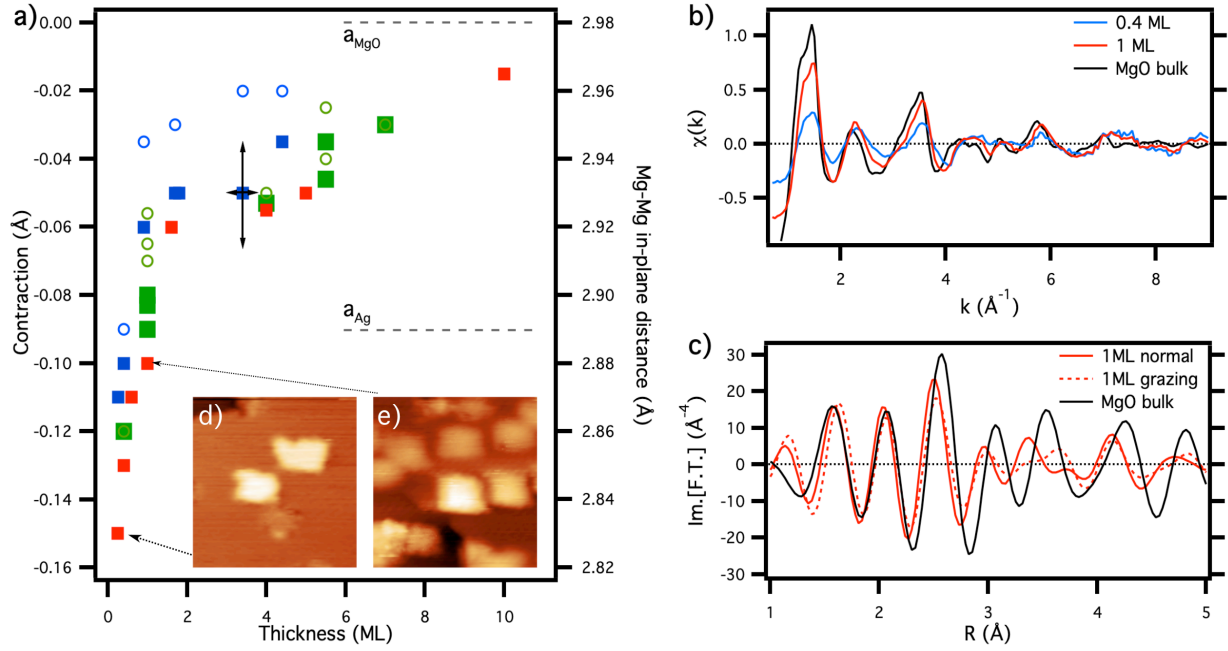 a)
Contraction (Å)
0.00
-0.02
-0.04
-0.06
-0.08
-0.10
-0.12
-0.14
-0.16
a_MgO
a_Ag
d)
e)
2.98
2.96
2.94
2.92
2.90
2.88
2.86
2.84
2.82
Mg-Mg in-plane distance (Å)
0 2 4 6 8 10
Thickness (ML)
b)
1.0
0.5
0.0
-0.5
χ(k)
0.4 ML
1 ML
MgO bulk
2 4 6 8
k (Å⁻¹)
c)
30
20
10
0
-10
-20
-30
Im.[F.T.] (Å⁻⁴)
1ML normal
1ML grazing
MgO bulk
1 2 3 4 5
R (Å)